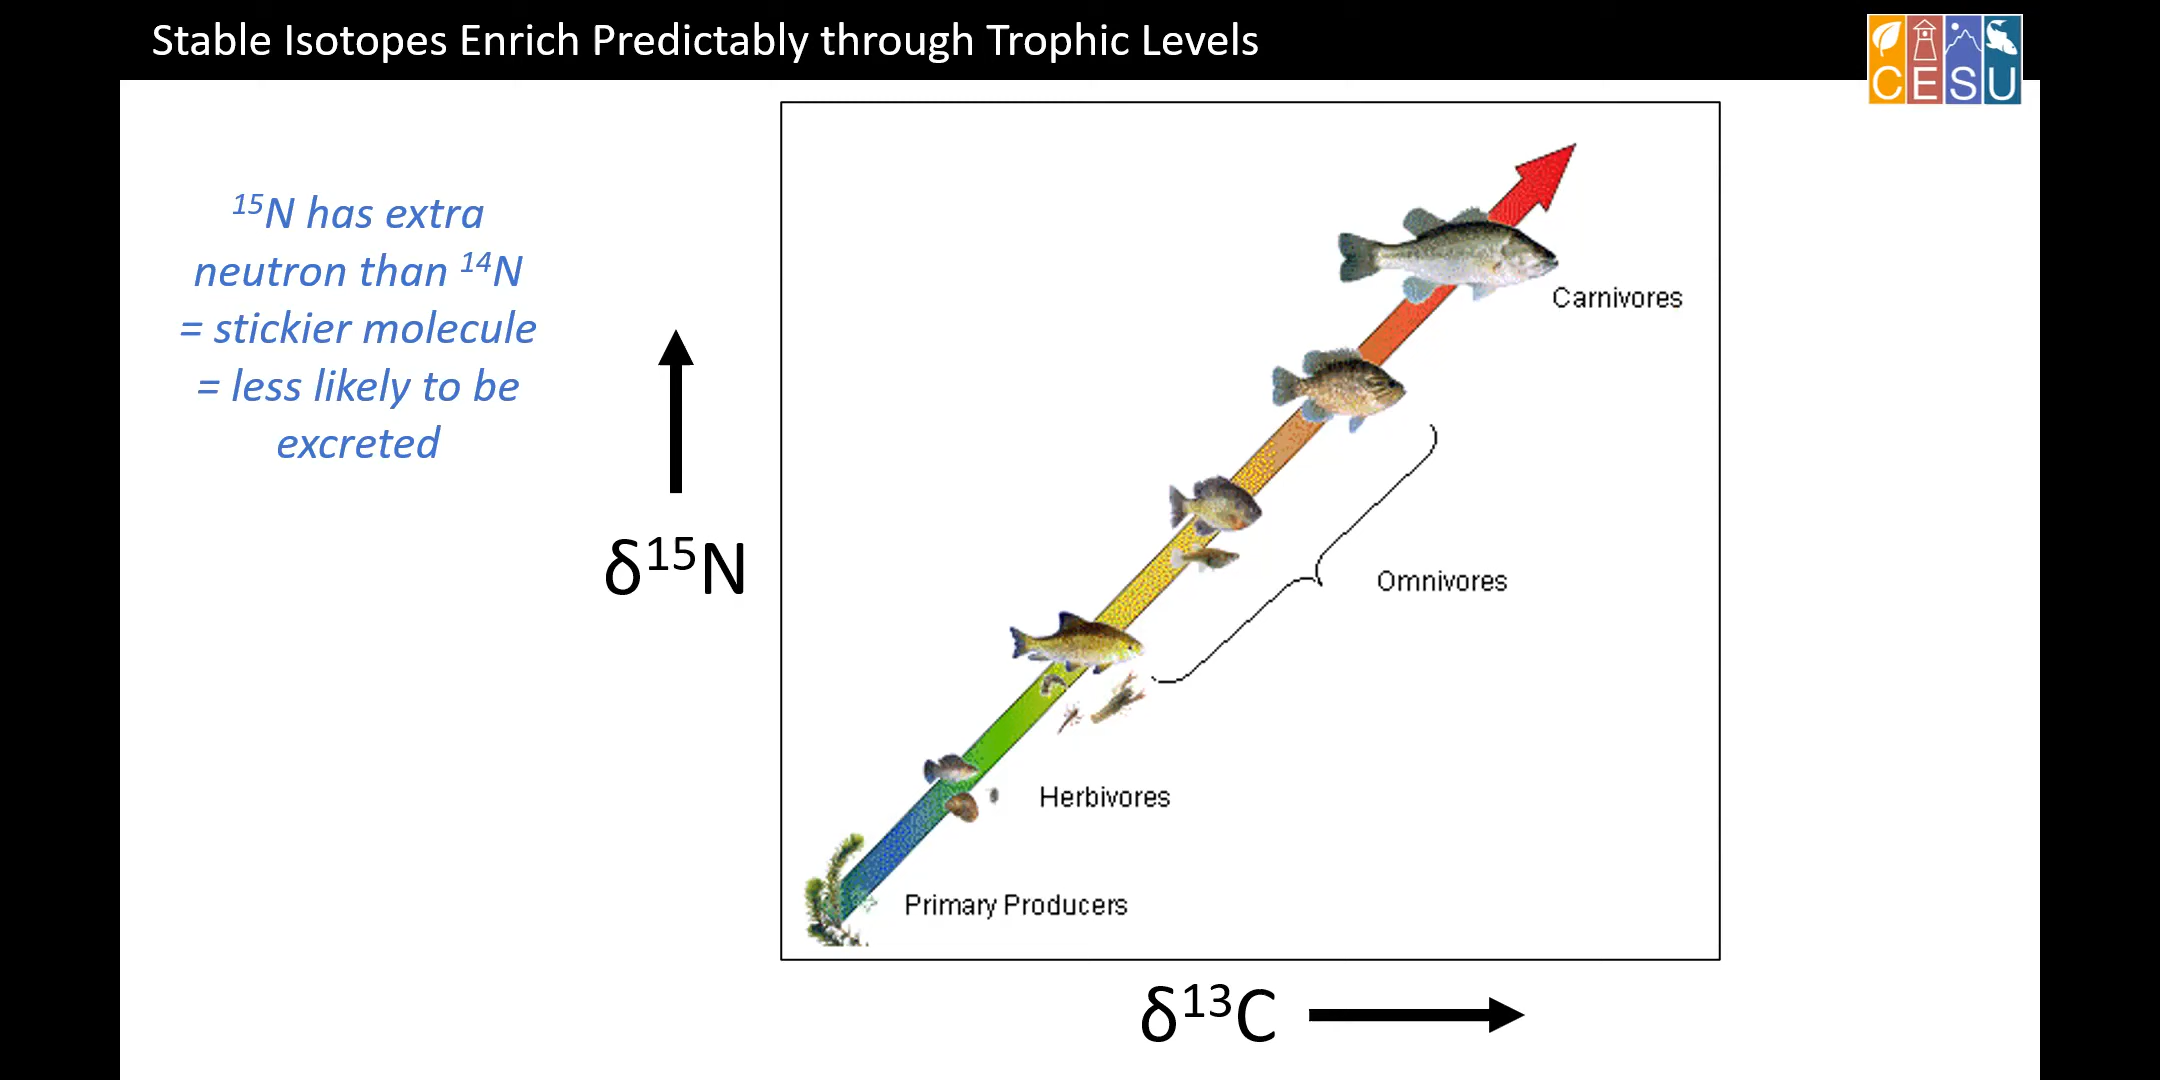 Stable Isotopes Enrich Predictably through Trophic Levels
CESU
¹⁵N has extra
neutron than ¹⁴N
= stickier molecule
= less likely to be
excreted
δ¹⁵N
Carnivores
Omnivores
Herbivores
Primary Producers
δ¹³C